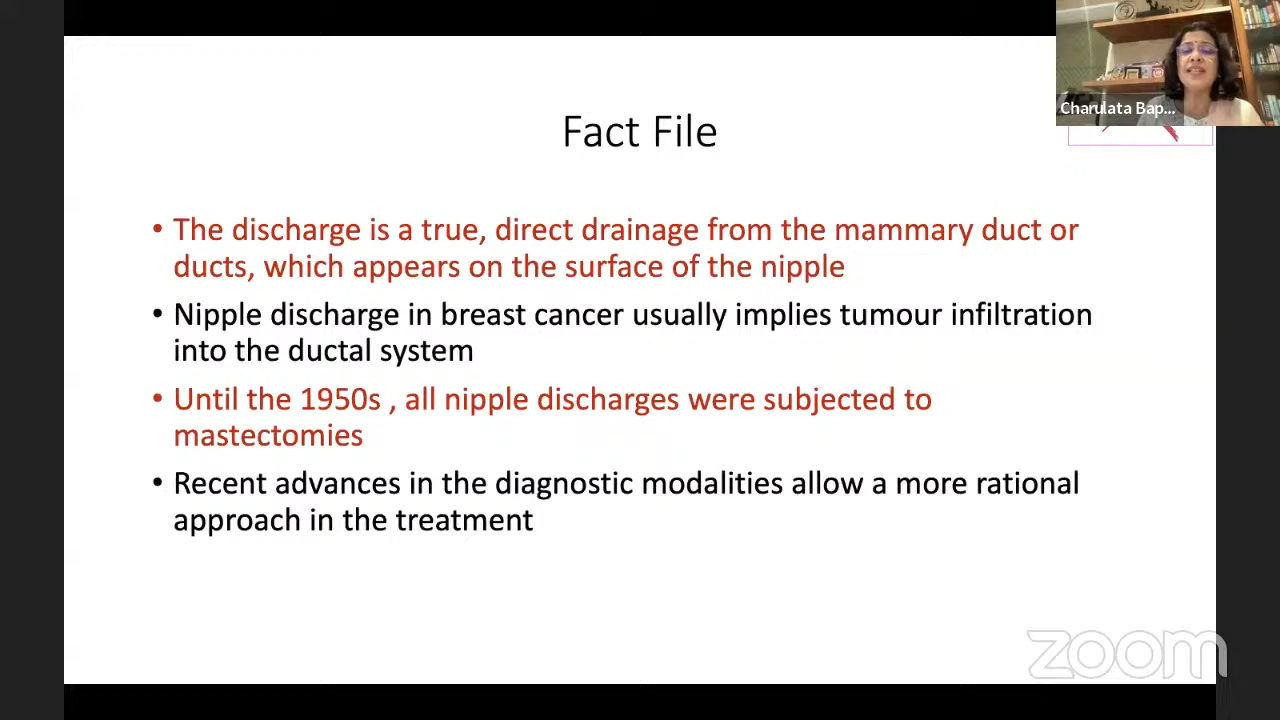 Charulata Bap...
Fact File
• The discharge is a true, direct drainage from the mammary duct or
ducts, which appears on the surface of the nipple
• Nipple discharge in breast cancer usually implies tumour infiltration
into the ductal system
• Until the 1950s , all nipple discharges were subjected to
mastectomies
• Recent advances in the diagnostic modalities allow a more rational
approach in the treatment
zoom